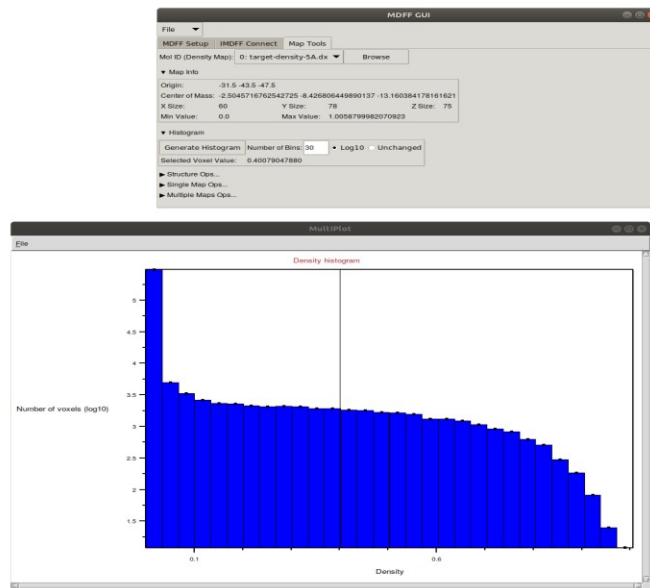 MDFF GUI
File
MDFF Setup IMDFF Connect Map Tools
Mol ID (Density Map): 0: target-density-5A.dx Browse
Map Info
Origin: -31.5 -43.5 -47.5
Center of Mass: -2.5045716762542725 -8.426806449890137 -13.160384178161621
X Size: 60 Y Size: 78 Z Size: 75
Min Value: 0.0 Max Value: 1.0058799982070923
Histogram
Generate Histogram Number of Bins: 30 Log10 Unchanged
Selected Voxel Value: 0.40079047880
Structure Ops...
Single Map Ops...
Multiple Maps Ops...
MultiPlot
File
Density histogram
5
4.5
4
3.5
Number of voxels (log10)
3
2.5
2
1.5
0.1 0.6
Density